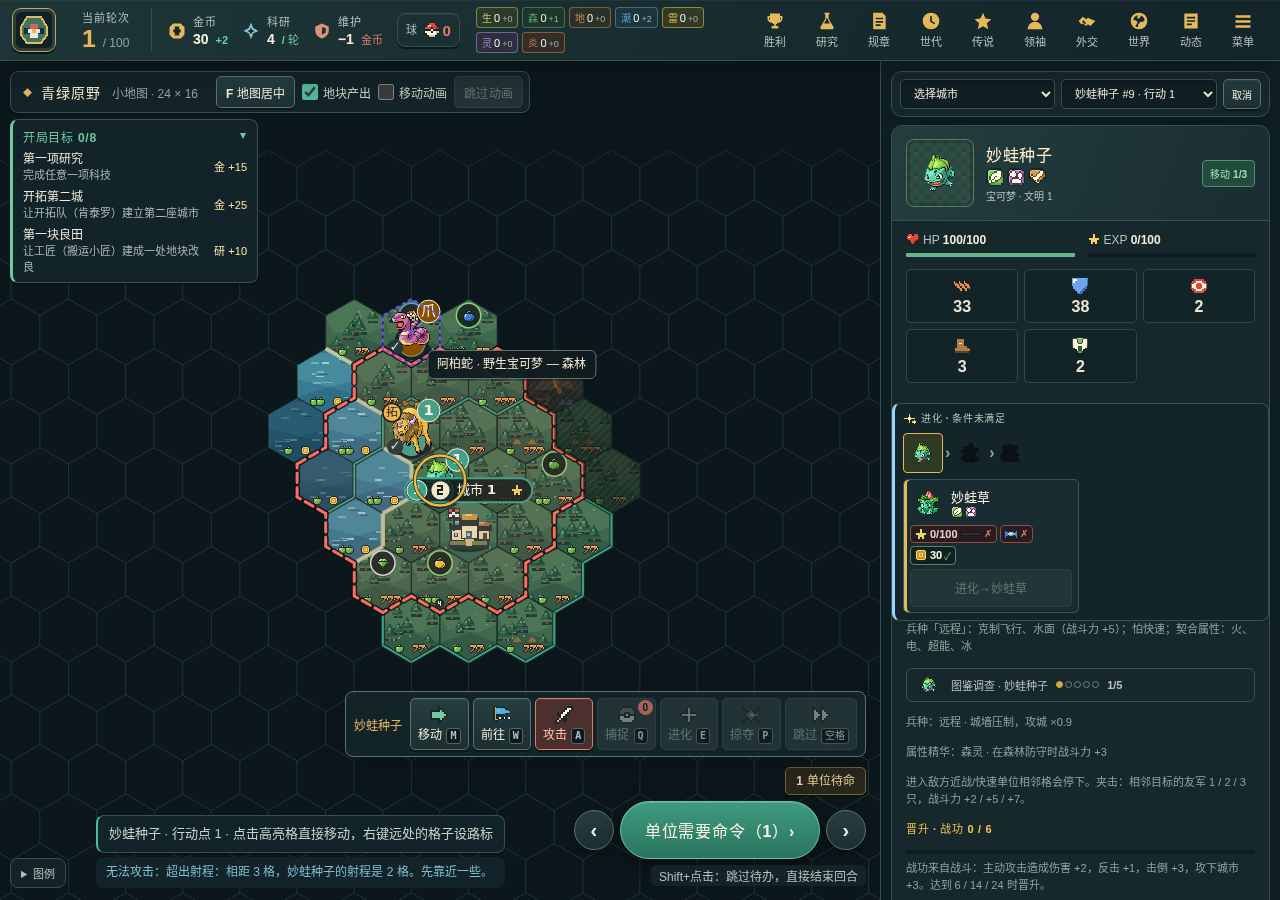 当前轮次
1 / 100
金币
30 +2
科研
4 / 轮
维护
−1 金币
球 0
生 0 +0
森 0 +1
地 0 +0
潮 0 +2
雷 0 +0
灵 0 +0
炎 0 +0
胜利
研究
规章
世代
传说
领袖
外交
世界
动态
菜单
青绿原野 小地图 · 24 × 16
F 地图居中
地块产出
移动动画
跳过动画
开局目标 0/8
第一项研究
完成任意一项科技
金 +15
开拓第二城
让开拓队（肯泰罗）建立第二座城市
金 +25
第一块良田
让工匠（搬运小匠）建成一处地块改良
研 +10
爪
阿柏蛇 · 野生宝可梦 — 森林
拓
1
1
2
城市 1
选择城市
妙蛙种子 #9 · 行动 1
取消
妙蛙种子
宝可梦 · 文明 1
移动 1/3
HP 100/100
EXP 0/100
33
38
2
3
2
进化 · 条件未满足
妙蛙草
0/100 ✗
✗
30 ✓
进化→妙蛙草
兵种「远程」：克制飞行、水面（战斗力 +5）；怕快速；契合属性：火、电、超能、冰
图鉴调查 · 妙蛙种子 1/5
兵种：远程 · 城墙压制，攻城 ×0.9
属性精华：森灵 · 在森林防守时战斗力 +3
进入敌方近战/快速单位相邻格会停下。夹击：相邻目标的友军 1 / 2 / 3 只，战斗力 +2 / +5 / +7。
晋升 · 战功 0 / 6
战功来自战斗：主动攻击造成伤害 +2，反击 +1，击倒 +3，攻下城市 +3。达到 6 / 14 / 24 时晋升。
妙蛙种子
移动 M
前往 W
攻击 A
0
捕捉 Q
进化 E
掠夺 P
跳过 空格
1 单位待命
‹
单位需要命令（1） ›
›
Shift+点击：跳过待办，直接结束回合
妙蛙种子 · 行动点 1 · 点击高亮格直接移动，右键远处的格子设路标
无法攻击：超出射程：相距 3 格，妙蛙种子的射程是 2 格。先靠近一些。
图例